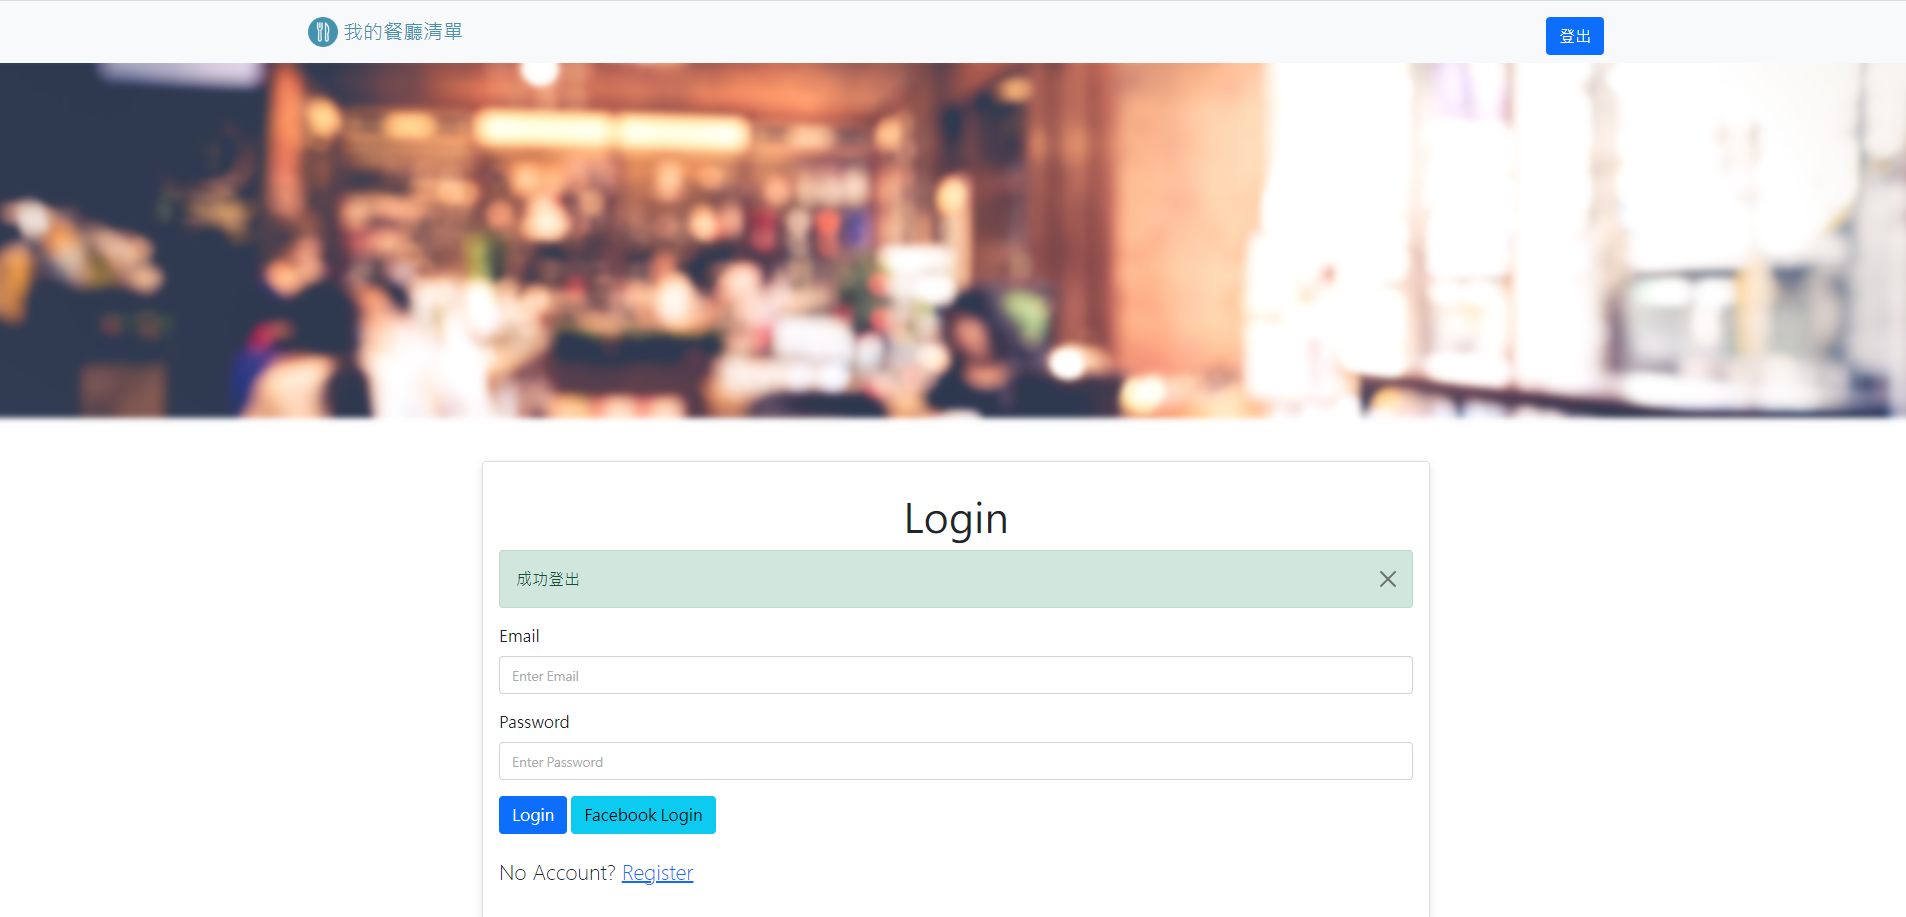 我的餐廳清單
登出
Login
成功登出
Email
Enter Email
Password
Enter Password
Login Facebook Login
No Account? Register